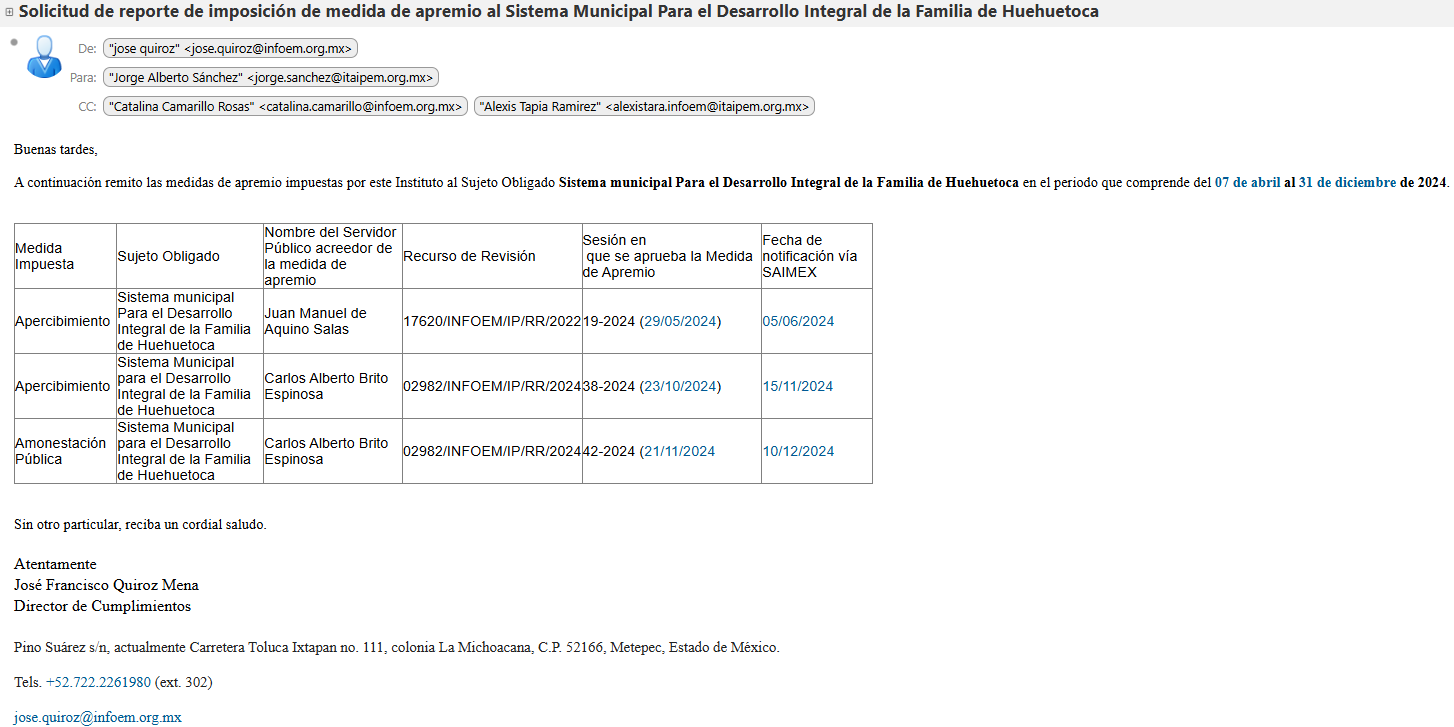 Solicitud de reporte de imposición de medida de apremio al Sistema Municipal Para el Desarrollo Integral de la Familia de Huehuetoca
De: "jose quiroz" <jose.quiroz@infoem.org.mx>
Para: "Jorge Alberto Sánchez" <jorge.sanchez@itaipem.org.mx>
CC: "Catalina Camarillo Rosas" <catalina.camarillo@infoem.org.mx> "Alexis Tapia Ramirez" <alexistara.infoem@itaipem.org.mx>
Buenas tardes,
A continuación remito las medidas de apremio impuestas por este Instituto al Sujeto Obligado Sistema municipal Para el Desarrollo Integral de la Familia de Huehuetoca en el periodo que comprende del 07 de abril al 31 de diciembre de 2024.
Medida
Impuesta
Sujeto Obligado
Nombre del Servidor
Público acreedor de
la medida de
apremio
Recurso de Revisión
Sesión en
que se aprueba la Medida
de Apremio
Fecha de
notificación vía
SAIMEX
Apercibimiento
Sistema municipal
Para el Desarrollo
Integral de la Familia
de Huehuetoca
Juan Manuel de
Aquino Salas
17620/INFOEM/IP/RR/2022
19-2024 (29/05/2024)
05/06/2024
Apercibimiento
Sistema Municipal
para el Desarrollo
Integral de la Familia
de Huehuetoca
Carlos Alberto Brito
Espinosa
02982/INFOEM/IP/RR/2024
38-2024 (23/10/2024)
15/11/2024
Amonestación
Pública
Sistema Municipal
para el Desarrollo
Integral de la Familia
de Huehuetoca
Carlos Alberto Brito
Espinosa
02982/INFOEM/IP/RR/2024
42-2024 (21/11/2024
10/12/2024
Sin otro particular, reciba un cordial saludo.
Atentamente
José Francisco Quiroz Mena
Director de Cumplimientos
Pino Suárez s/n, actualmente Carretera Toluca Ixtapan no. 111, colonia La Michoacana, C.P. 52166, Metepec, Estado de México.
Tels. +52.722.2261980 (ext. 302)
jose.quiroz@infoem.org.mx